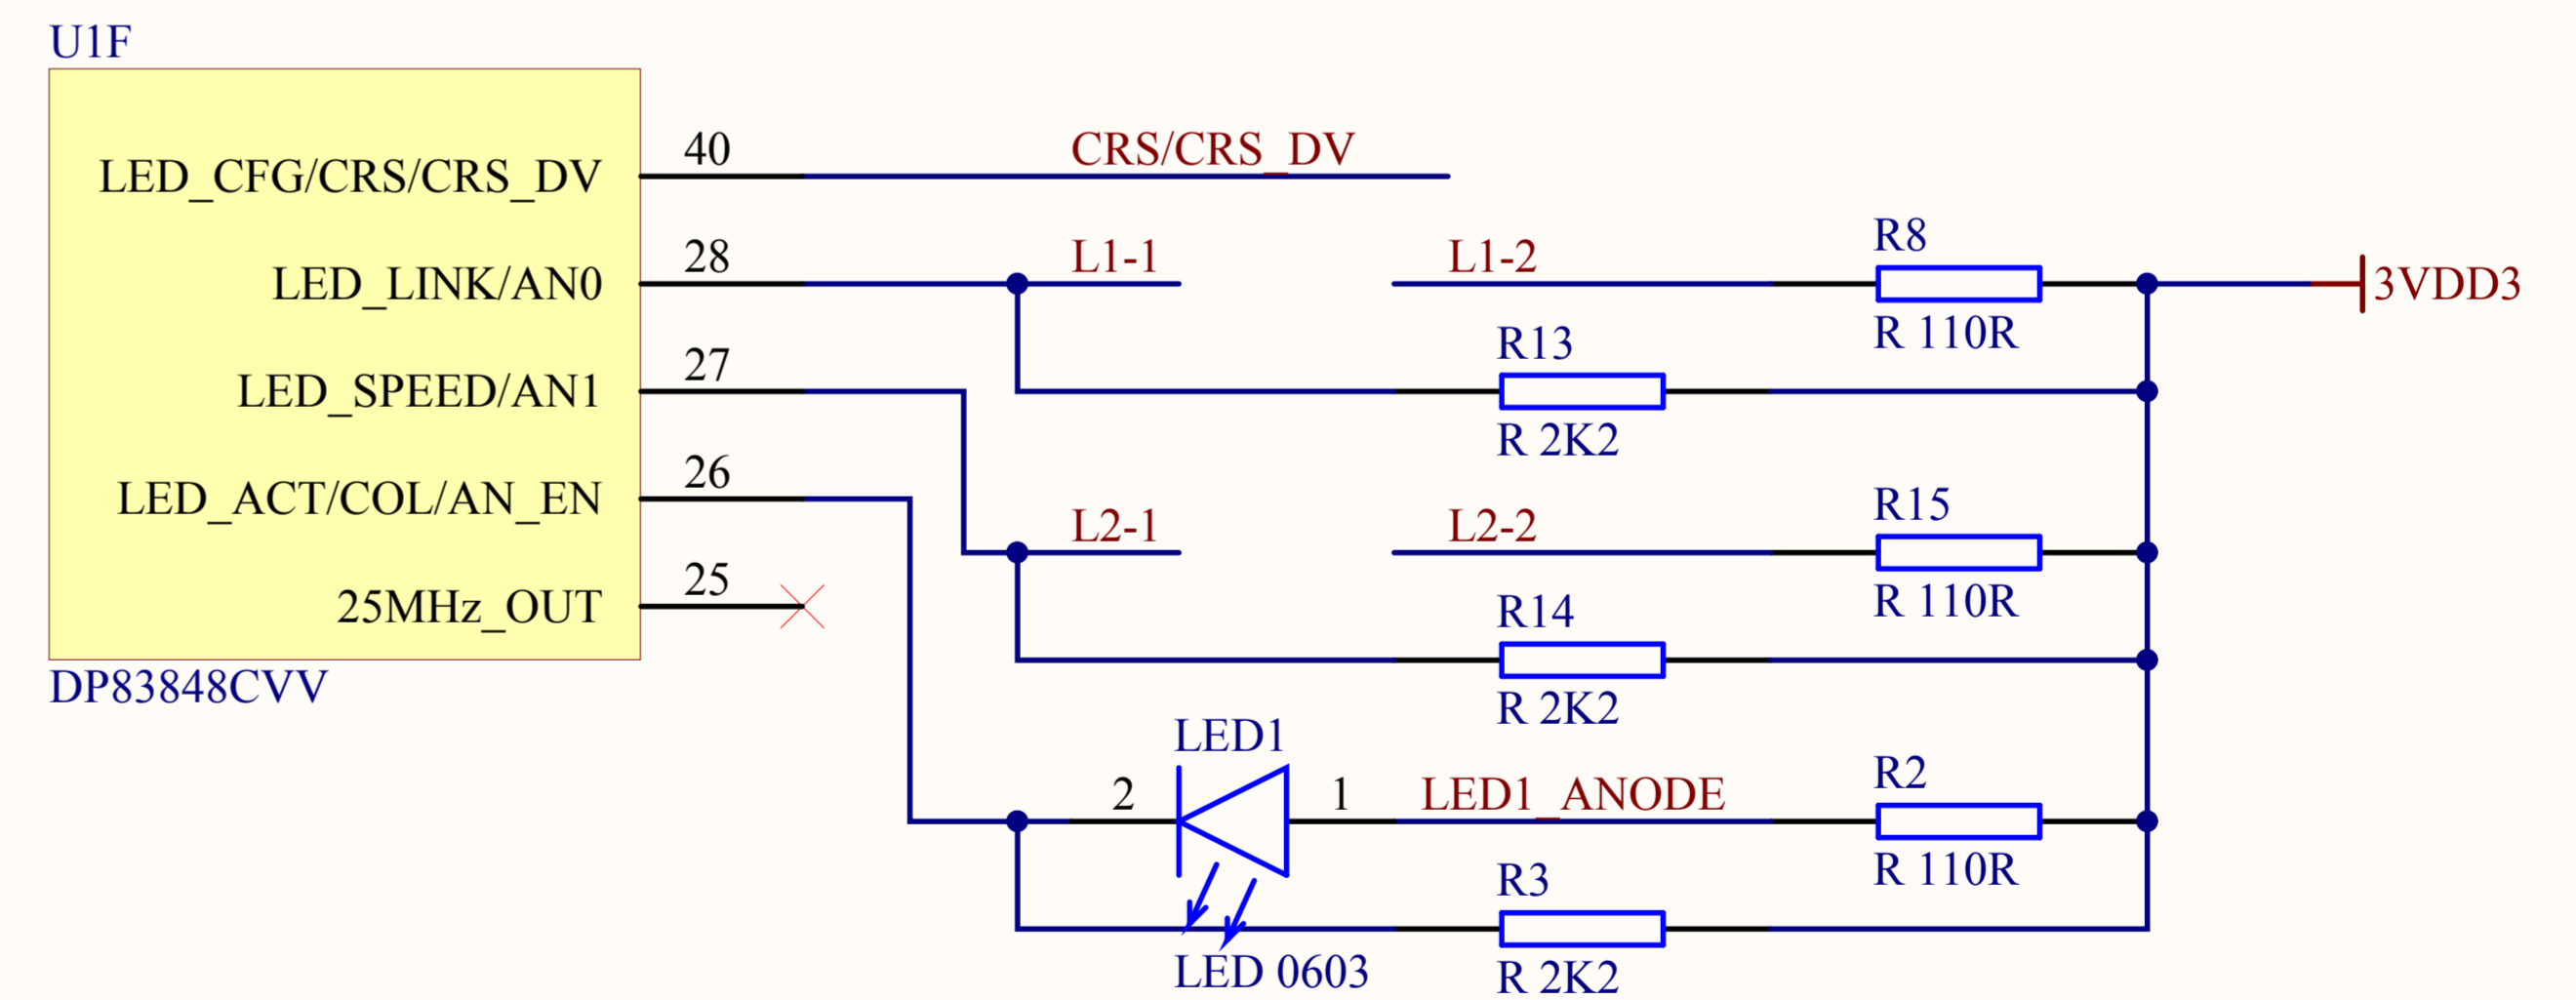 U1F
LED_CFG/CRS/CRS_DV 40 CRS/CRS_DV
LED_LINK/AN0 28 L1-1 L1-2 R8 3VDD3
R 110R
LED_SPEED/AN1 27 R13
R 2K2
LED_ACT/COL/AN_EN 26
L2-1 L2-2 R15
R 110R
25MHz_OUT 25 R14
R 2K2
DP83848CVV
LED1
2 1 LED1_ANODE R2
R 110R
R3
LED 0603 R 2K2